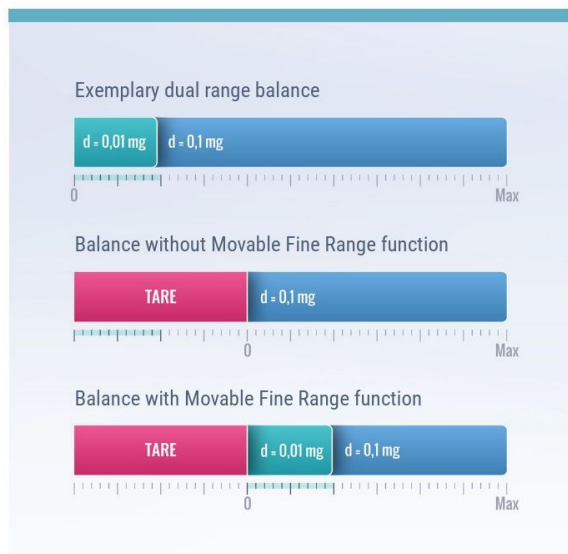 Exemplary dual range balance
d = 0,01 mg d = 0,1 mg
0 Max
Balance without Movable Fine Range function
TARE d = 0,1 mg
0 Max
Balance with Movable Fine Range function
TARE d = 0,01 mg d = 0,1 mg
0 Max